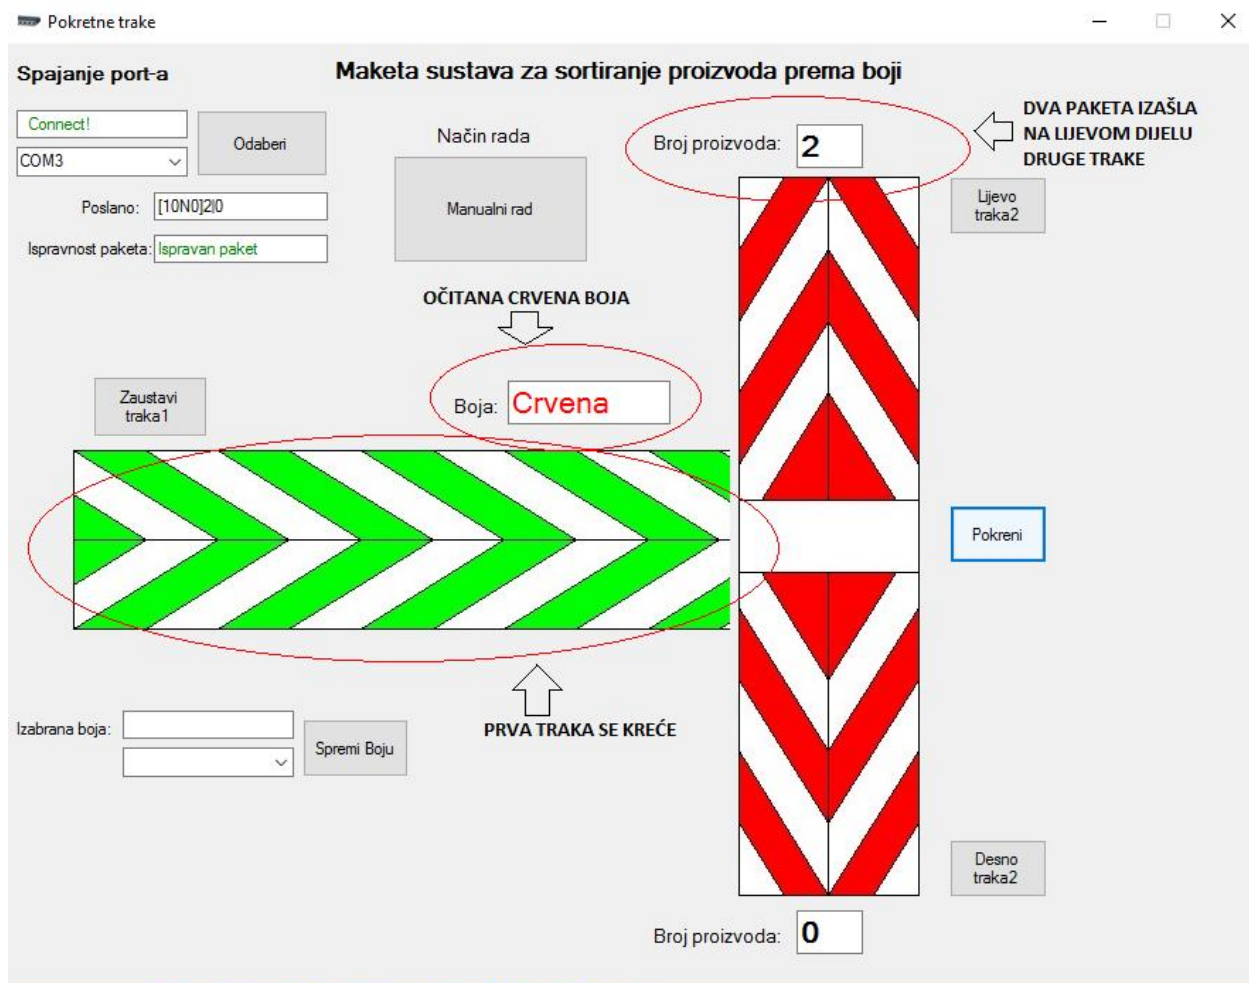 Pokretne trake
Spajanje port-a
Maketa sustava za sortiranje proizvoda prema boji
Connect!
COM3
Odaberi
Način rada
Manualni rad
Broj proizvoda: 2
DVA PAKETA IZAŠLA
NA LIJEVOM DIJELU
DRUGE TRAKE
Poslano: [10N0]2|0
Ispravnost paketa: Ispravan paket
Lijevo
traka2
OČITANA CRVENA BOJA
Zaustavi
traka1
Boja: Crvena
Pokreni
PRVA TRAKA SE KREĆE
Izabrana boja:
Spremi Boju
Desno
traka2
Broj proizvoda: 0